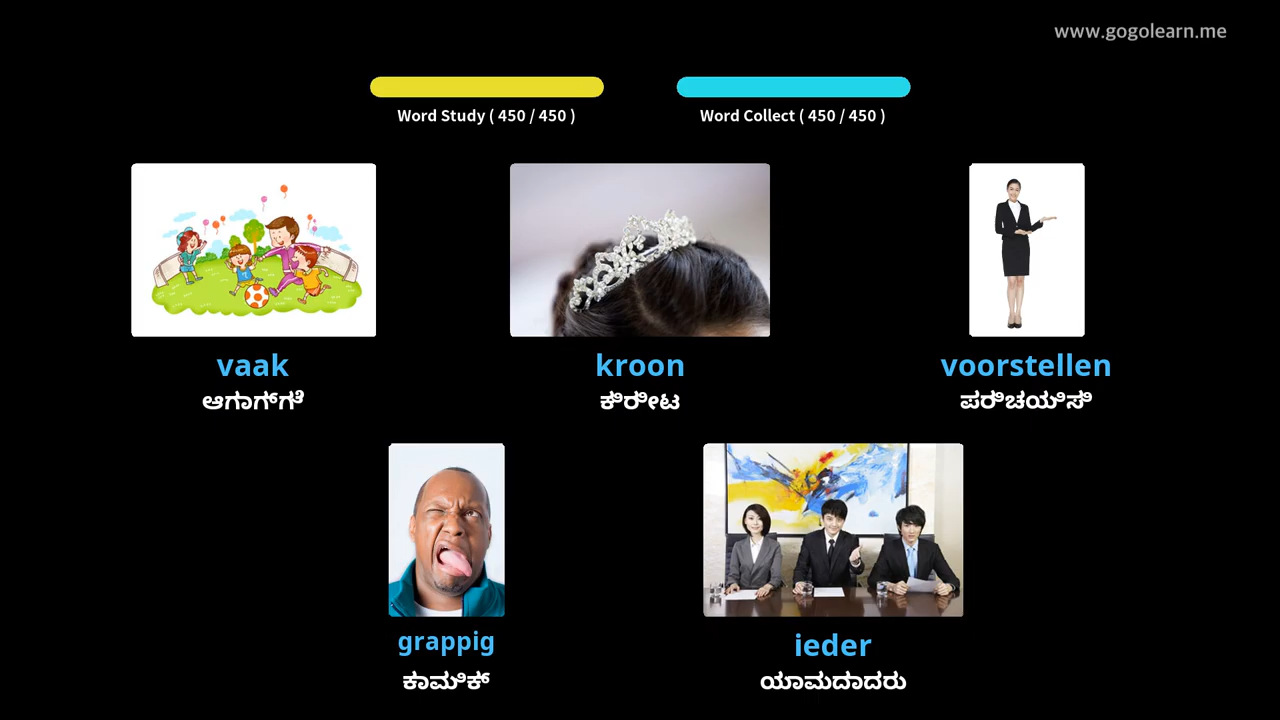 www.gogolearn.me
Word Study ( 450 / 450 )
Word Collect ( 450 / 450 )
vaak
kroon
voorstellen
ಆಗಾಗ್ಗೆ
ಕಿರೀಟ
ಪರಿಚಯಿಸಿ
grappig
ieder
ಕಾಮಿಕ್
ಯಾವುದಾದರು